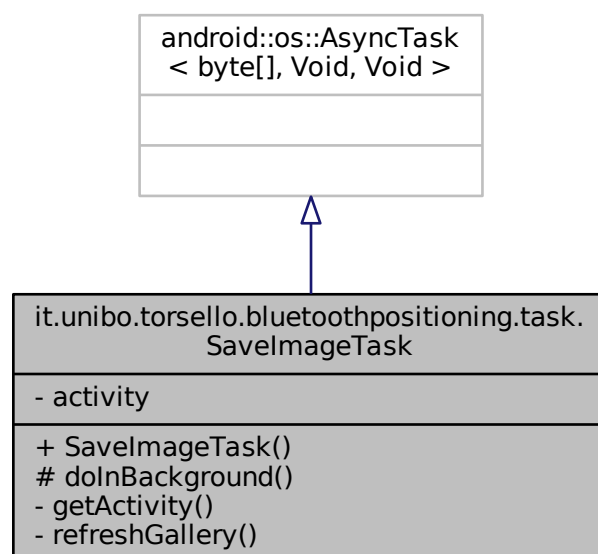 android::os::AsyncTask
< byte[], Void, Void >
it.unibo.torsello.bluetoothpositioning.task.
SaveImageTask
- activity
+ SaveImageTask()
# doInBackground()
- getActivity()
- refreshGallery()